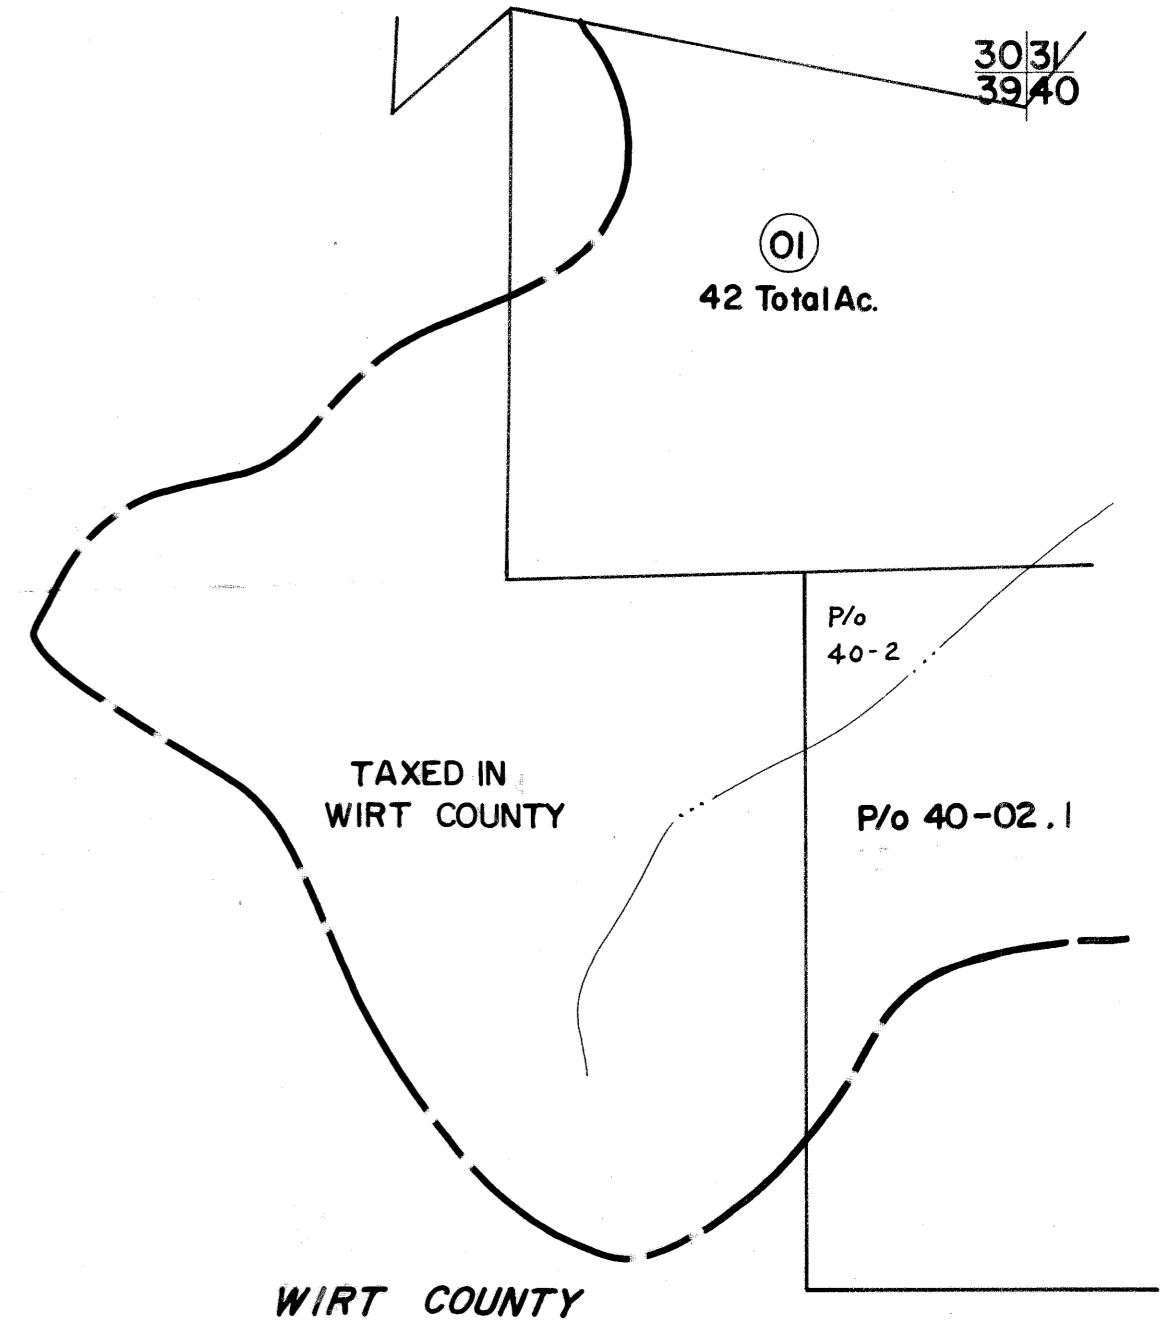 30 31
39 40
01
42 Total Ac.
P/o
40-2
TAXED IN
WIRT COUNTY
P/o 40-02.1
WIRT COUNTY